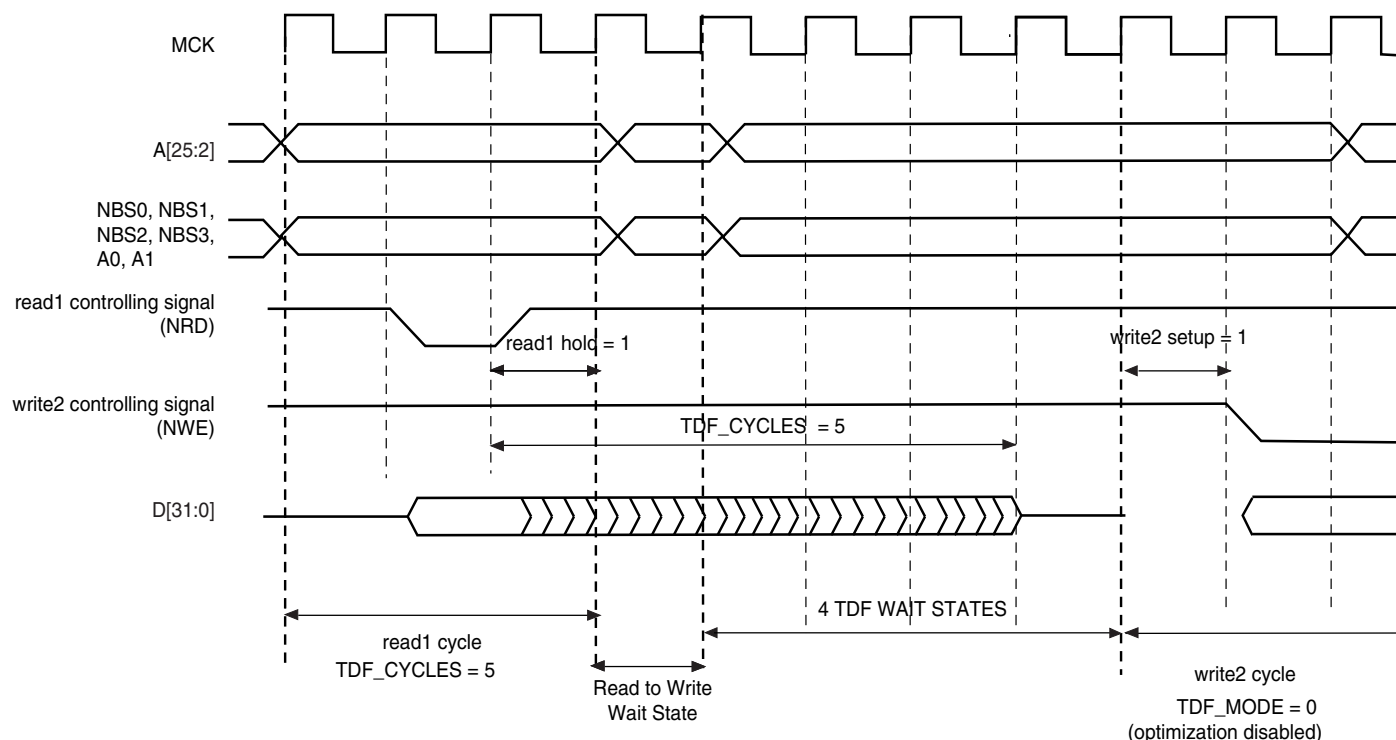 MCK
A[25:2]
NBS0, NBS1,
NBS2, NBS3,
A0, A1
read1 controlling signal
(NRD)
read1 hold = 1
write2 setup = 1
write2 controlling signal
(NWE)
TDF_CYCLES = 5
D[31:0]
4 TDF WAIT STATES
read1 cycle
TDF_CYCLES = 5
Read to Write
Wait State
write2 cycle
TDF_MODE = 0
(optimization disabled)